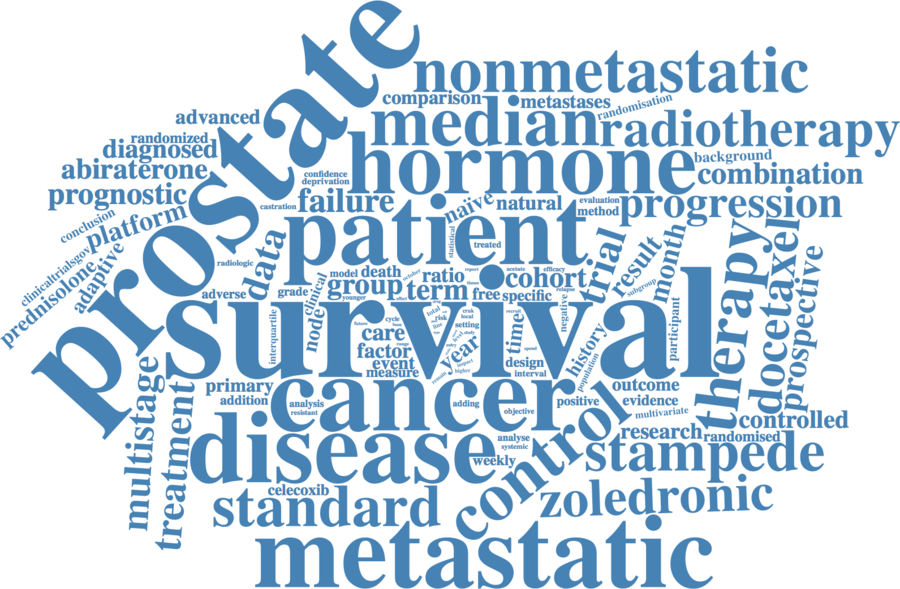 prostate
nonmetastatic
comparison
metastases
randomisation
advanced
median
radiotherapy
randomized
diagnosed
hormone
background
abiraterone
combination
confidence
deprivation
prognostic
failure
naïve
natural
evaluation
method
progression
castration
conclusion
platform
patient
statistical
treated
clinicaltrialsgov
adaptive
prednisolone
radiologic
data
trial
result
month
therapy
docetaxel
prospective
model
death
october
ratio
report
acetate
efficacy
cohort
group
clinical
term
free
specific
relapse
subgroup
adverse
grade
younger
survival
interquartile
node
cycle
total
risk
cruk
local
recruit
negative
participant
care
setting
time
factor
year
history
event
design
population
measure
impact
higher
interval
multistage
treatment
primary
cancer
outcome
addition
analysis
resistant
adding
objective
positive
evidence
multivariate
control
controlled
disease
analyse
systemic
research
randomised
weekly
stampede
celecoxib
standard
zoledronic
metastatic